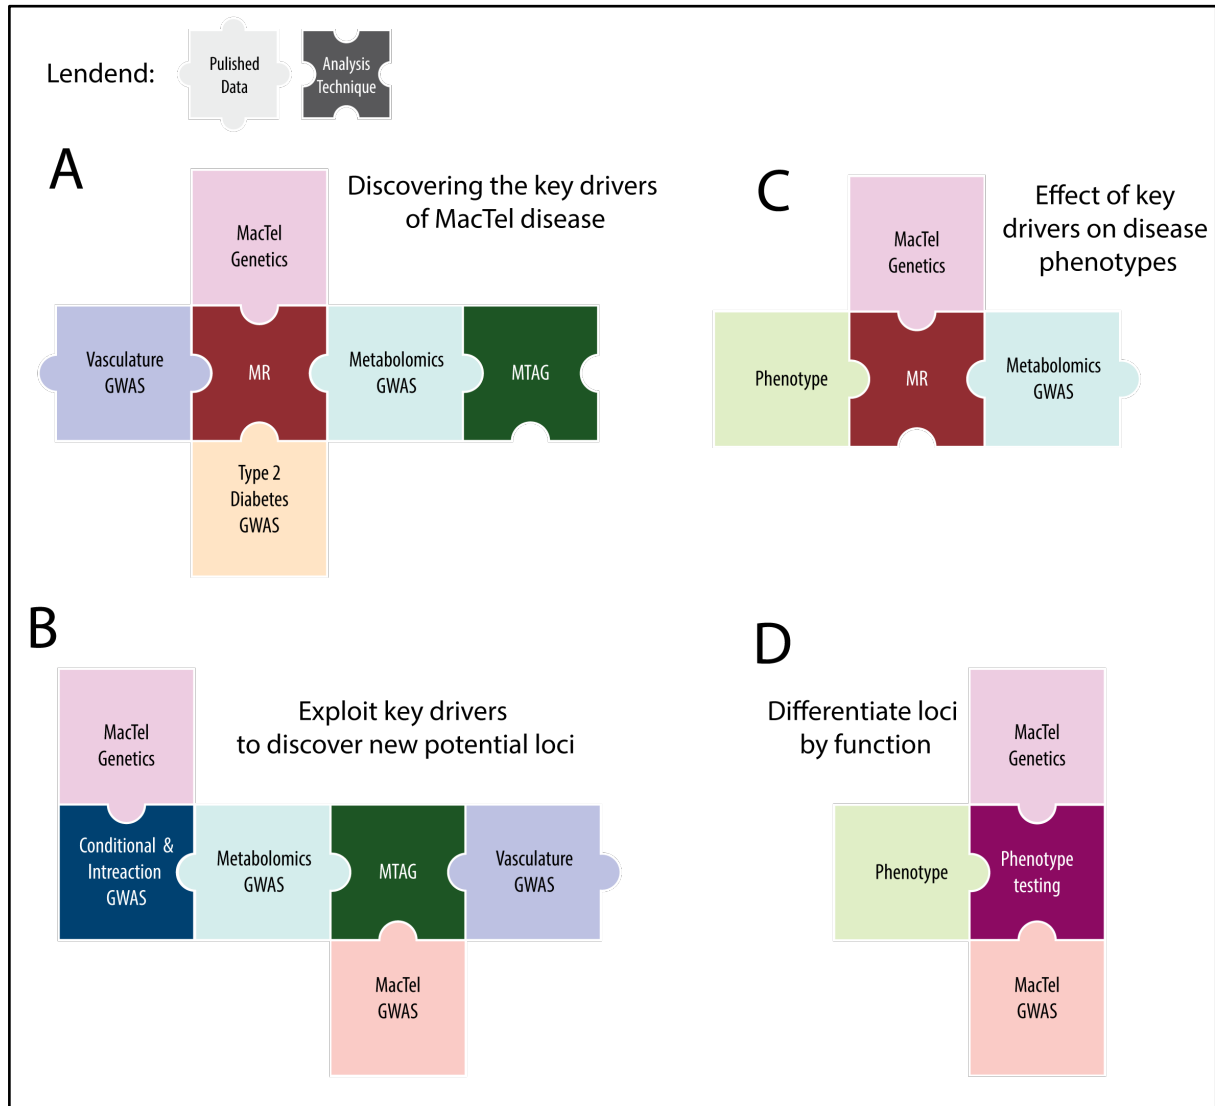 Lendend:
Pulished
Data
Analysis
Technique
A
Discovering the key drivers
of MacTel disease
MacTel
Genetics
Vasculature
GWAS
MR
Metabolomics
GWAS
MTAG
Type 2
Diabetes
GWAS
C
Effect of key
drivers on disease
phenotypes
MacTel
Genetics
Phenotype
MR
Metabolomics
GWAS
B
Exploit key drivers
to discover new potential loci
MacTel
Genetics
Conditional &
Intreaction
GWAS
Metabolomics
GWAS
MTAG
Vasculature
GWAS
MacTel
GWAS
D
Differentiate loci
by function
MacTel
Genetics
Phenotype
Phenotype
testing
MacTel
GWAS